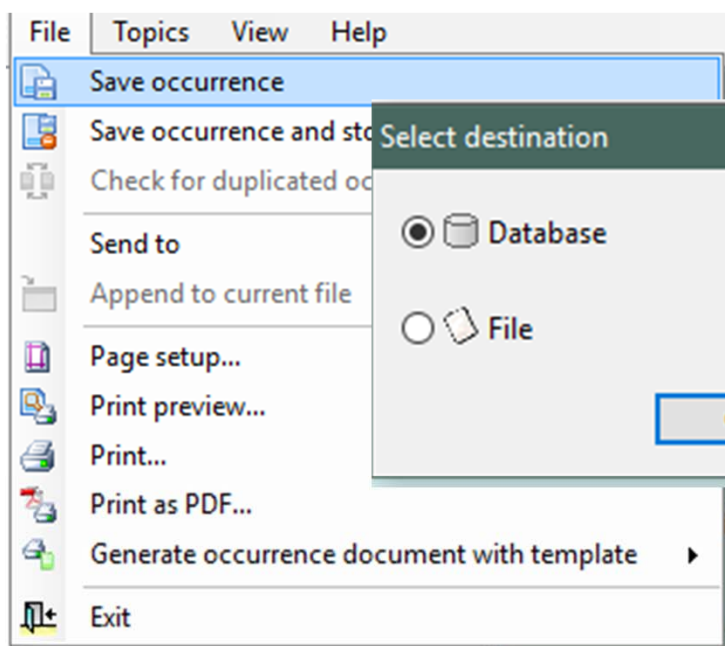 File Topics View Help
Save occurrence
Save occurrence and sto
Select destination
Check for duplicated oc
Database
Send to
Append to current file
File
Page setup...
Print preview...
Print...
Print as PDF...
Generate occurrence document with template
Exit